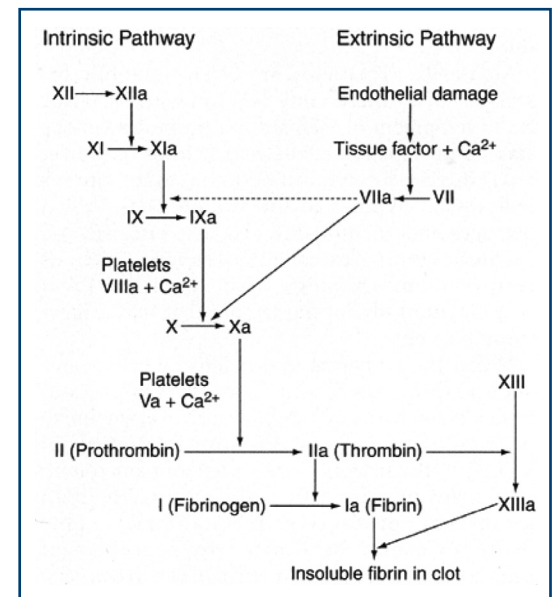 Intrinsic Pathway Extrinsic Pathway
XII XIIa Endothelial damage
XI XIa Tissue factor + Ca²⁺
VIIa VII
IX IXa
Platelets
VIIIa + Ca²⁺
X Xa
Platelets
Va + Ca²⁺
XIII
II (Prothrombin) IIa (Thrombin)
I (Fibrinogen) Ia (Fibrin) XIIIa
Insoluble fibrin in clot